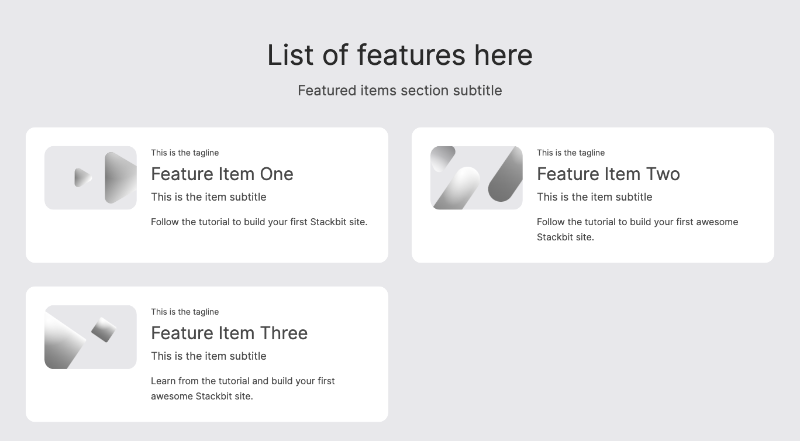 List of features here
Featured items section subtitle
This is the tagline
Feature Item One
This is the item subtitle
Follow the tutorial to build your first Stackbit site.
This is the tagline
Feature Item Two
This is the item subtitle
Follow the tutorial to build your first awesome
Stackbit site.
This is the tagline
Feature Item Three
This is the item subtitle
Learn from the tutorial and build your first
awesome Stackbit site.